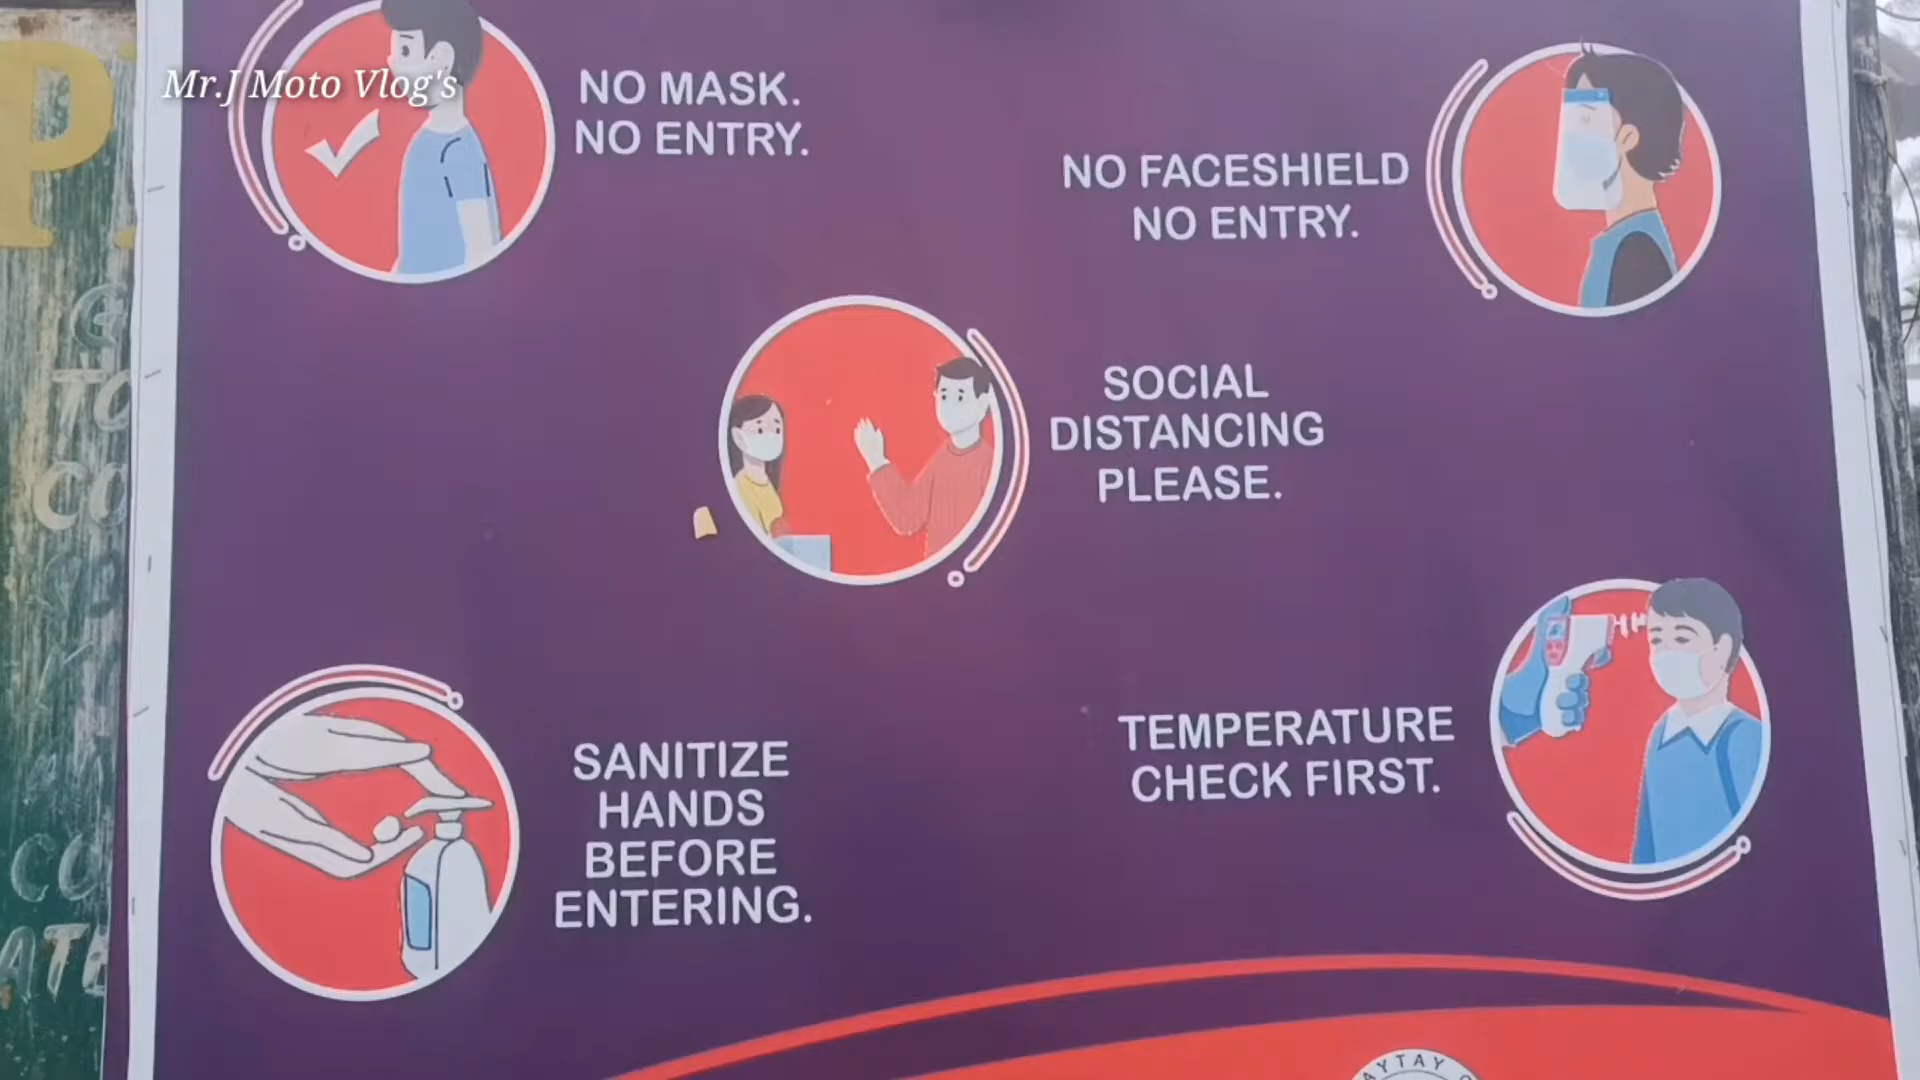 Mr.J Moto Vlog's
NO MASK.
NO ENTRY.
NO FACESHIELD
NO ENTRY.
SOCIAL
DISTANCING
PLEASE.
SANITIZE
HANDS
BEFORE
ENTERING.
TEMPERATURE
CHECK FIRST.